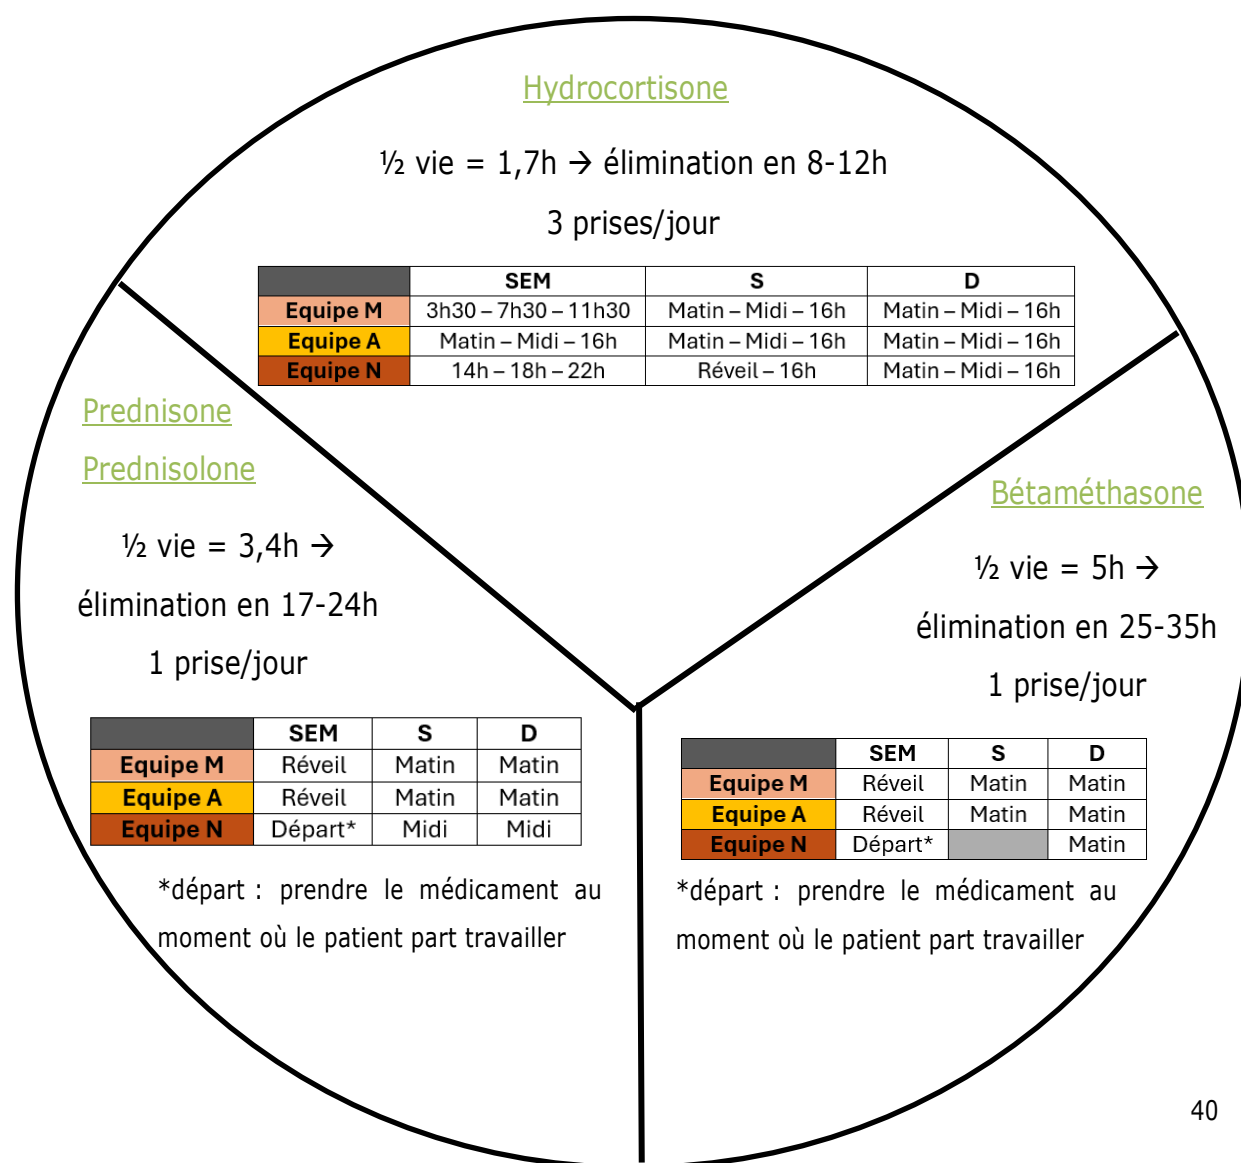 Hydrocortisone
½ vie = 1,7h → élimination en 8-12h
3 prises/jour
SEM S D
Equipe M 3h30 – 7h30 – 11h30 Matin – Midi – 16h Matin – Midi – 16h
Equipe A Matin – Midi – 16h Matin – Midi – 16h Matin – Midi – 16h
Equipe N 14h – 18h – 22h Réveil – 16h Matin – Midi – 16h
Prednisone
Prednisolone
½ vie = 3,4h →
élimination en 17-24h
1 prise/jour
SEM S D
Equipe M Réveil Matin Matin
Equipe A Réveil Matin Matin
Equipe N Départ* Midi Midi
*départ : prendre le médicament au
moment où le patient part travailler
Bétaméthasone
½ vie = 5h →
élimination en 25-35h
1 prise/jour
SEM S D
Equipe M Réveil Matin Matin
Equipe A Réveil Matin Matin
Equipe N Départ* Matin
*départ : prendre le médicament au
moment où le patient part travailler
40